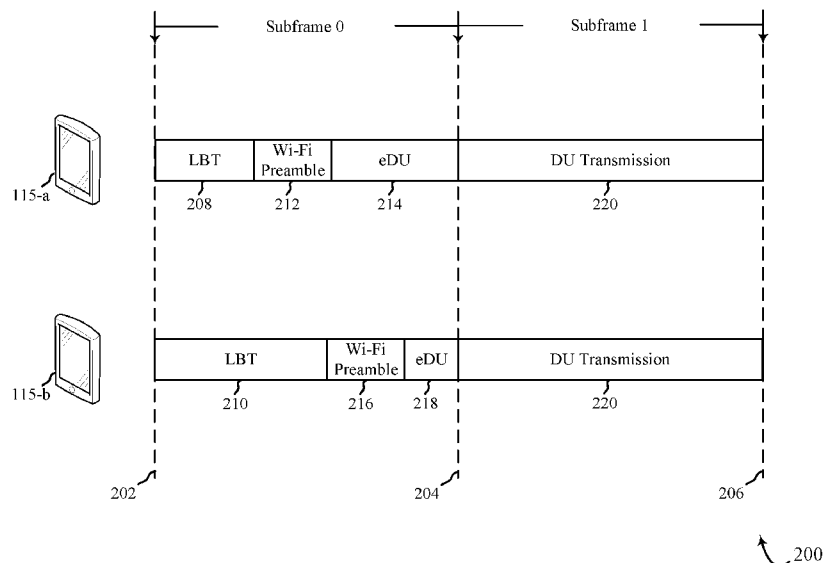 Subframe 0
Subframe 1
LBT
Wi-Fi
Preamble
eDU
DU Transmission
115-a
208
212
214
220
LBT
Wi-Fi
Preamble
eDU
DU Transmission
115-b
210
216
218
220
202
204
206
200